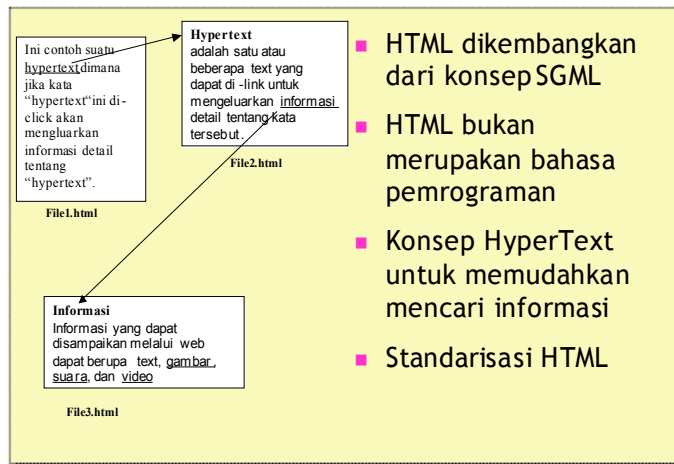 Ini contoh suatu
hypertext dimana
jika kata
“hypertext“ini di-
click akan
mengluarkan
informasi detail
tentang
“hypertext”.
File1.html
Hypertext
adalah satu atau
beberapa text yang
dapat di -link untuk
mengeluarkan informasi
detail tentang kata
tersebut.
File2.html
Informasi
Informasi yang dapat
disampaikan melalui web
dapat berupa text, gambar,
suara, dan video
File3.html
HTML dikembangkan
dari konsep SGML
HTML bukan
merupakan bahasa
pemrograman
Konsep HyperText
untuk memudahkan
mencari informasi
Standarisasi HTML